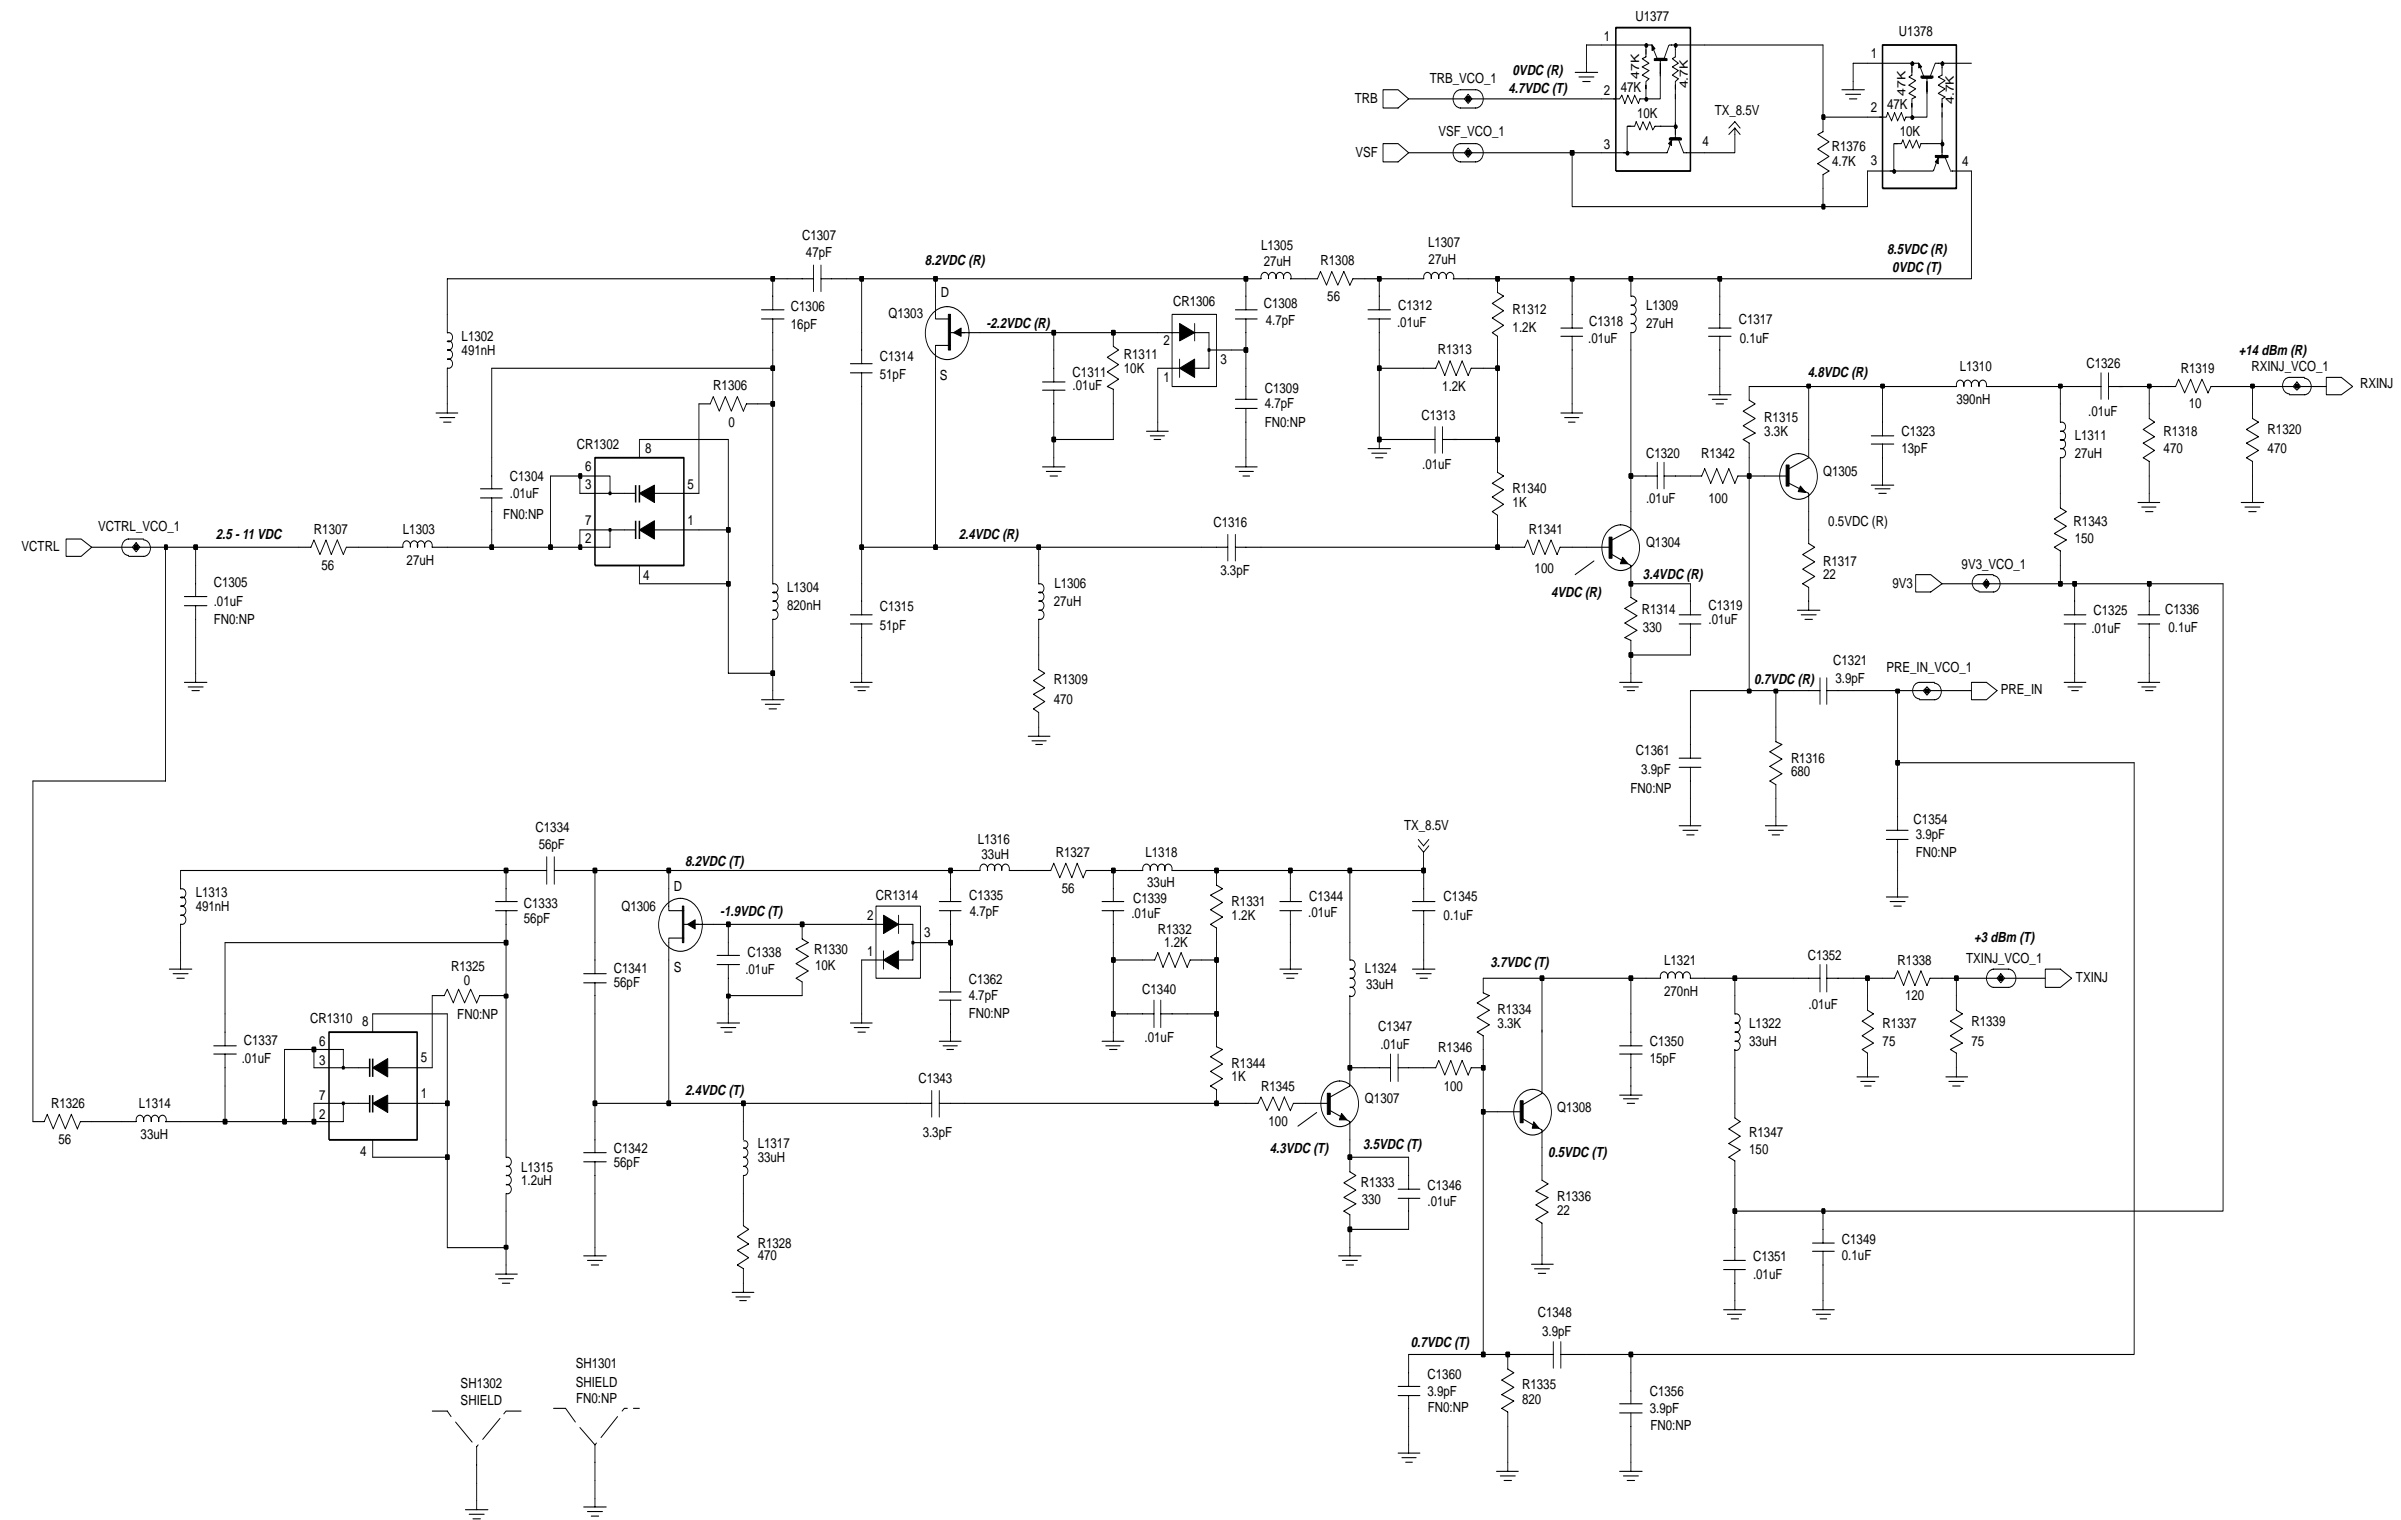 U1377
U1378
1
47K
4.7K
TRB
TRB_VCO_1
0VDC (R)
4.7VDC (T)
2
47K
10K
TX_8.5V
VSF
VSF_VCO_1
3
4
1
47K
4.7K
2
47K
10K
3
4
R1376
4.7K
C1307
47pF
8.2VDC (R)
L1305
27uH
R1308
56
L1307
27uH
8.5VDC (R)
0VDC (T)
L1302
491nH
C1306
16pF
D
Q1303
S
-2.2VDC (R)
CR1306
2
1
3
C1308
4.7pF
C1312
.01uF
R1312
1.2K
C1318
.01uF
L1309
27uH
C1317
0.1uF
C1314
51pF
C1311
.01uF
R1311
10K
C1309
4.7pF
FN0:NP
R1313
1.2K
C1313
.01uF
R1306
0
4.8VDC (R)
L1310
390nH
C1326
.01uF
R1319
10
+14 dBm (R)
RXINJ_VCO_1
RXINJ
R1315
3.3K
C1323
13pF
L1311
27uH
R1318
470
R1320
470
CR1302
8
6
3
5
7
2
1
4
C1304
.01uF
FN0:NP
C1320
.01uF
R1342
100
Q1305
0.5VDC (R)
R1340
1K
VCTRL
VCTRL_VCO_1
2.5 - 11 VDC
R1307
56
L1303
27uH
2.4VDC (R)
C1316
3.3pF
R1341
100
Q1304
4VDC (R)
3.4VDC (R)
R1317
22
R1343
150
C1305
.01uF
FN0:NP
L1304
820nH
C1315
51pF
L1306
27uH
R1314
330
C1319
.01uF
9V3
9V3_VCO_1
C1325
.01uF
C1336
0.1uF
R1309
470
0.7VDC (R)
C1321
3.9pF
PRE_IN_VCO_1
PRE_IN
C1361
3.9pF
FN0:NP
R1316
680
C1354
3.9pF
FN0:NP
C1334
56pF
8.2VDC (T)
L1316
33uH
R1327
56
L1318
33uH
TX_8.5V
L1313
491nH
C1333
56pF
D
Q1306
S
-1.9VDC (T)
CR1314
2
1
3
C1335
4.7pF
C1339
.01uF
R1331
1.2K
C1344
.01uF
C1345
0.1uF
C1341
56pF
C1338
.01uF
R1330
10K
C1362
4.7pF
FN0:NP
R1332
1.2K
C1340
.01uF
L1324
33uH
R1325
0
FN0:NP
3.7VDC (T)
L1321
270nH
C1352
.01uF
R1338
120
+3 dBm (T)
TXINJ_VCO_1
TXINJ
CR1310
8
6
3
5
7
2
1
4
C1337
.01uF
R1334
3.3K
C1350
15pF
L1322
33uH
R1337
75
R1339
75
C1347
.01uF
R1346
100
R1344
1K
R1326
56
L1314
33uH
2.4VDC (T)
C1343
3.3pF
R1345
100
Q1307
4.3VDC (T)
3.5VDC (T)
Q1308
0.5VDC (T)
L1315
1.2uH
C1342
56pF
L1317
33uH
R1333
330
C1346
.01uF
R1336
22
R1347
150
R1328
470
C1351
.01uF
C1349
0.1uF
0.7VDC (T)
C1348
3.9pF
C1360
3.9pF
FN0:NP
R1335
820
C1356
3.9pF
FN0:NP
SH1302
SHIELD
SH1301
SHIELD
FN0:NP